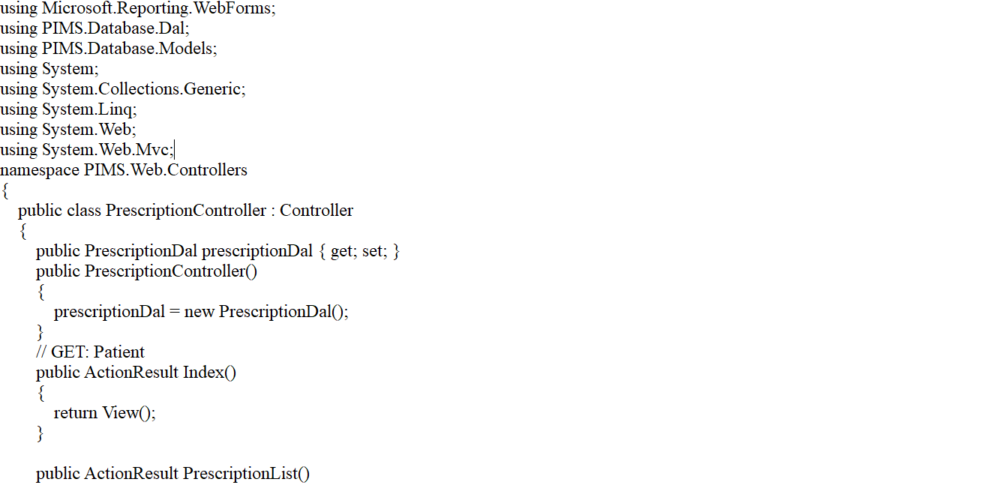 using Microsoft.Reporting.WebForms;
using PIMS.Database.Dal;
using PIMS.Database.Models;
using System;
using System.Collections.Generic;
using System.Linq;
using System.Web;
using System.Web.Mvc;
namespace PIMS.Web.Controllers
{
    public class PrescriptionController : Controller
    {
        public PrescriptionDal prescriptionDal { get; set; }
        public PrescriptionController()
        {
            prescriptionDal = new PrescriptionDal();
        }
        // GET: Patient
        public ActionResult Index()
        {
            return View();
        }

        public ActionResult PrescriptionList()